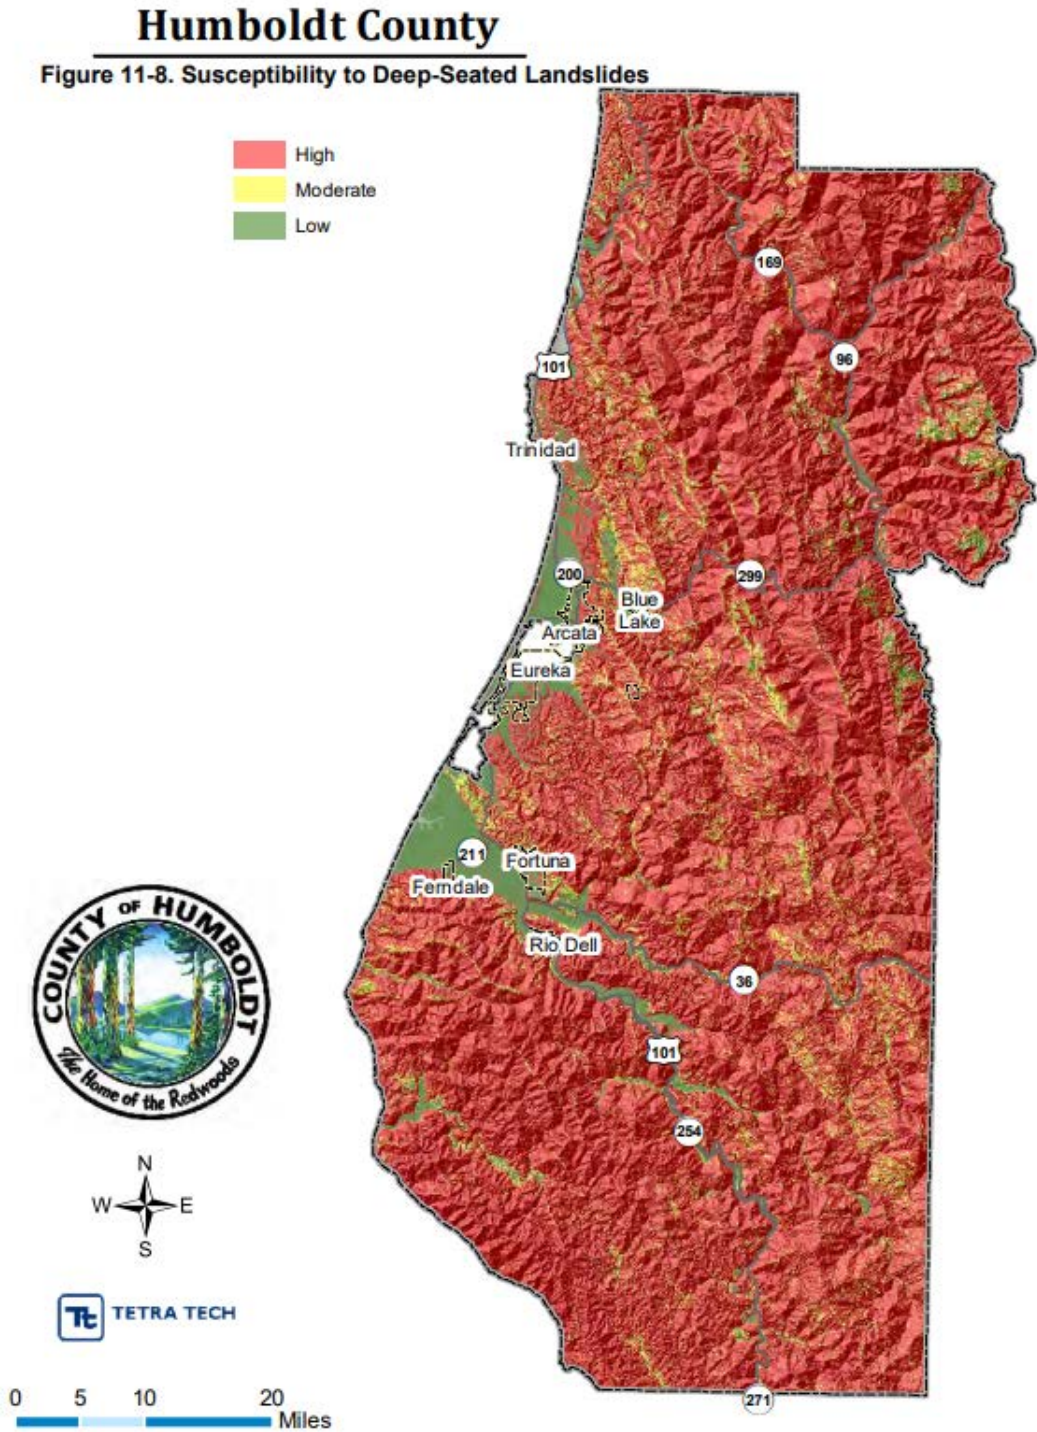 Humboldt County
Figure 11-8. Susceptibility to Deep-Seated Landslides
High
Moderate
Low
169
96
101
Trinidad
200
299
Blue
Lake
Arcata
Eureka
211
Fortuna
Ferndale
Rio Dell
36
101
254
271
COUNTY OF HUMBOLDT
The Home of the Redwoods
N
W E
S
Tt TETRA TECH
0 5 10 20
Miles